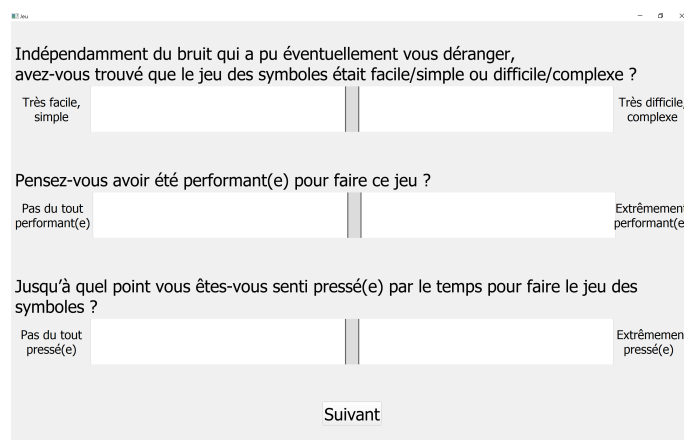 Jeu
Indépendamment du bruit qui a pu éventuellement vous déranger,
avez-vous trouvé que le jeu des symboles était facile/simple ou difficile/complexe ?
Très facile,
simple
Très difficile,
complexe
Pensez-vous avoir été performant(e) pour faire ce jeu ?
Pas du tout
performant(e)
Extrêmement
performant(e
Jusqu'à quel point vous êtes-vous senti pressé(e) par le temps pour faire le jeu des
symboles ?
Pas du tout
pressé(e)
Extrêmemen
pressé(e)
Suivant